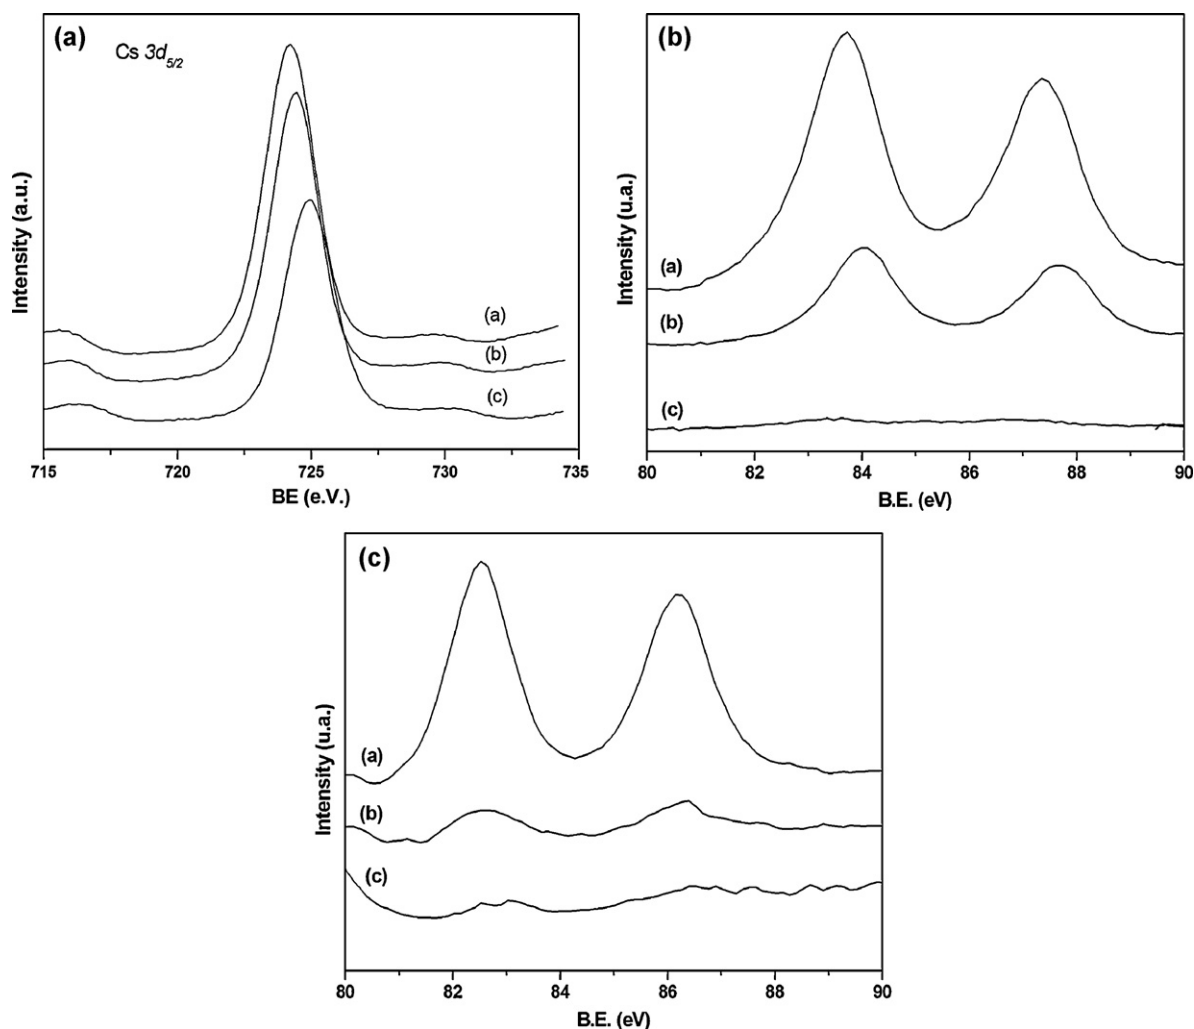 (a)
Cs 3d5/2
Intensity (a.u.)
(a)
(b)
(c)
715 720 725 730 735
BE (e.V.)
(b)
Intensity (u.a.)
(a)
(b)
(c)
80 82 84 86 88 90
B.E. (eV)
(c)
Intensity (u.a.)
(a)
(b)
(c)
80 82 84 86 88 90
B.E. (eV)